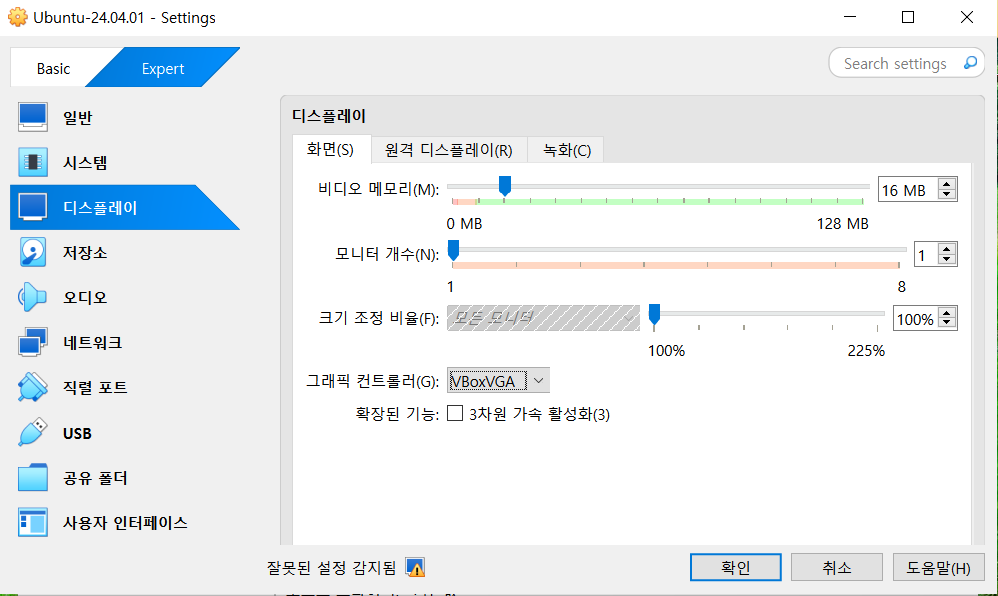 Ubuntu-24.04.01 - Settings
Basic
Expert
Search settings
일반
시스템
디스플레이
저장소
오디오
네트워크
직렬 포트
USB
공유 폴더
사용자 인터페이스
디스플레이
화면(S)
원격 디스플레이(R)
녹화(C)
비디오 메모리(M):
16 MB
0 MB
128 MB
모니터 개수(N):
1
1
8
크기 조정 비율(F):
모든 모니터
100%
100%
225%
그래픽 컨트롤러(G):
VBoxVGA
확장된 기능:
3차원 가속 활성화(3)
잘못된 설정 감지됨
확인
취소
도움말(H)